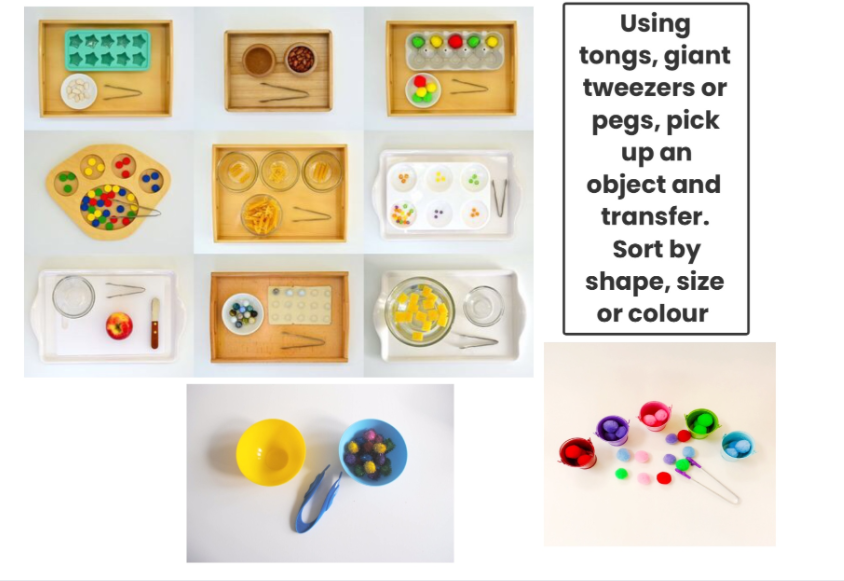 Using
tongs, giant
tweezers or
pegs, pick
up an
object and
transfer.
Sort by
shape, size
or colour